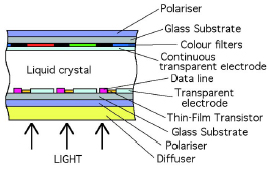 Polariser
Glass Substrate
Colour filters
Continuous
transparent electrode
Liquid crystal
Data line
Transparent
electrode
Thin-Film Transistor
Glass Substrate
Polariser
Diffuser
LIGHT